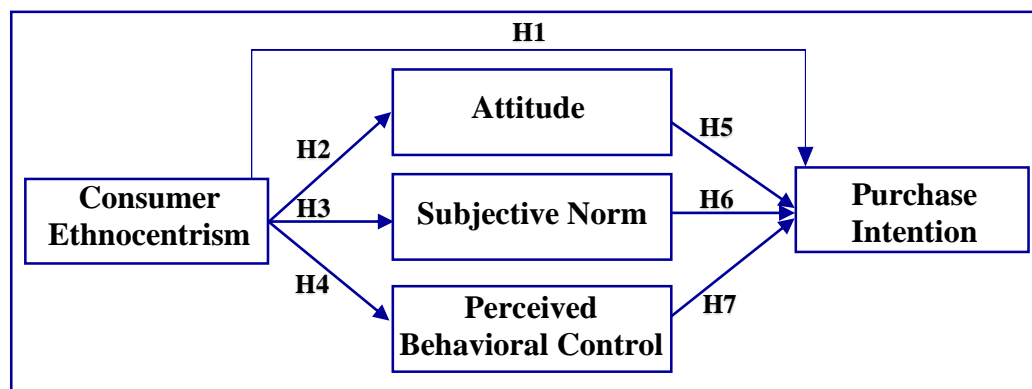 H1
Attitude
H5
H2
Consumer
Ethnocentrism
H3
Subjective Norm
H6
Purchase
Intention
H4
Perceived
Behavioral Control
H7